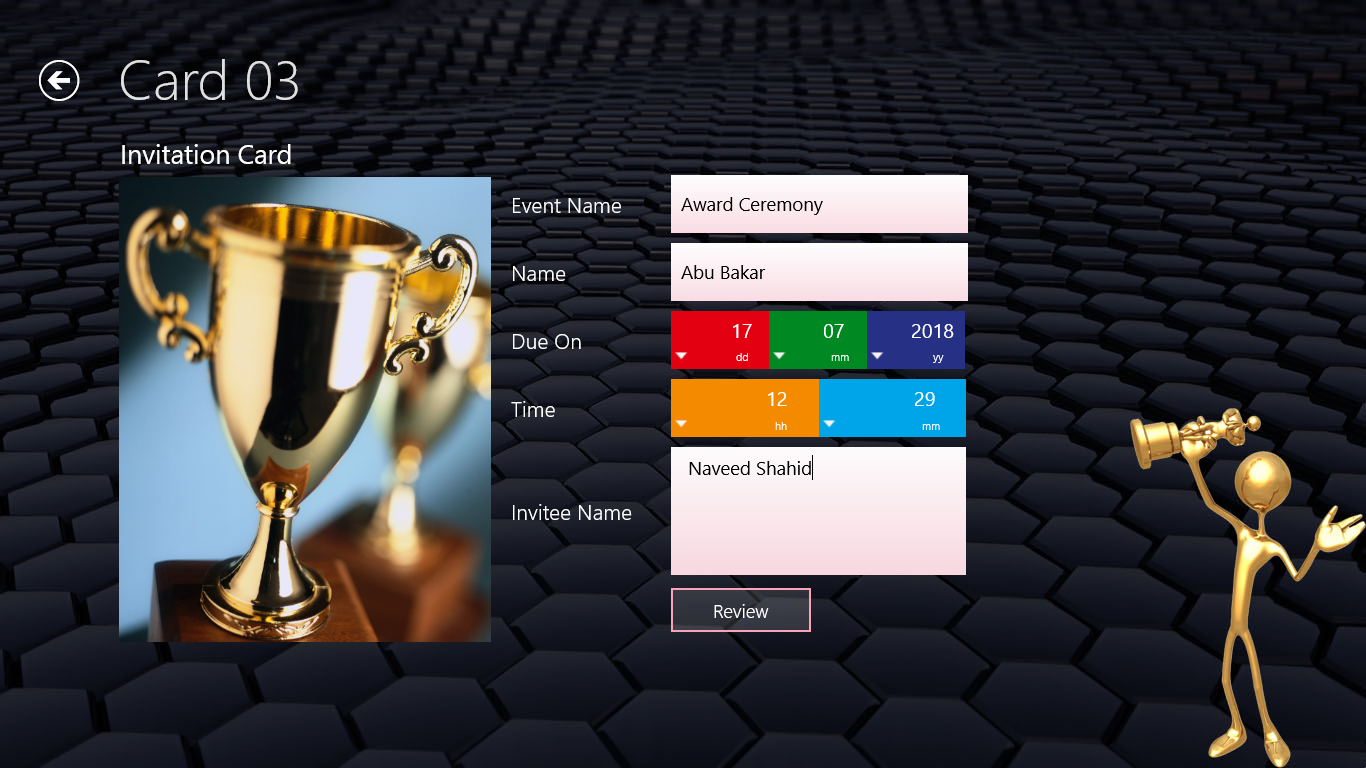 Card 03
Invitation Card
Event Name
Award Ceremony
Name
Abu Bakar
Due On
17 07 2018
dd mm yy
Time
12 29
hh mm
Invitee Name
Naveed Shahid
Review